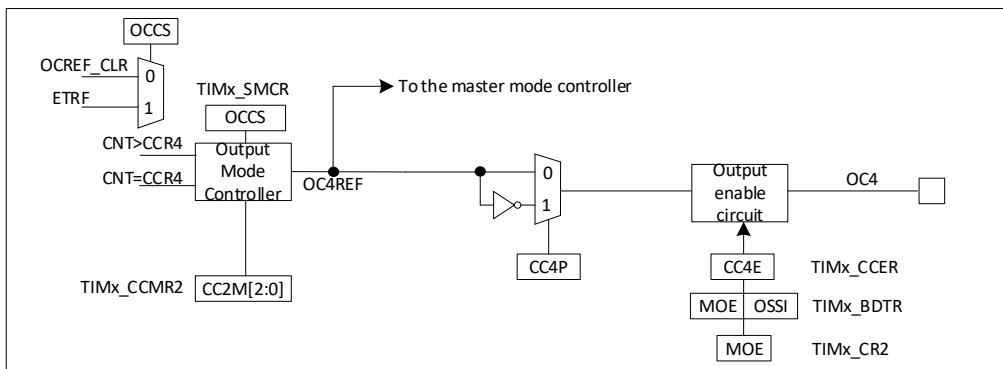 OCCS
OCREF_CLR
0
ETRF
1
TIMx_SMCR
To the master mode controller
OCCS
CNT>CCR4
CNT=CCR4
Output
Mode
Controller
OC4REF
0
1
Output
enable
circuit
OC4
CC4P
CC4E
TIMx_CCER
TIMx_CCMR2
CC2M[2:0]
MOE
OSSI
TIMx_BDTR
MOE
TIMx_CR2